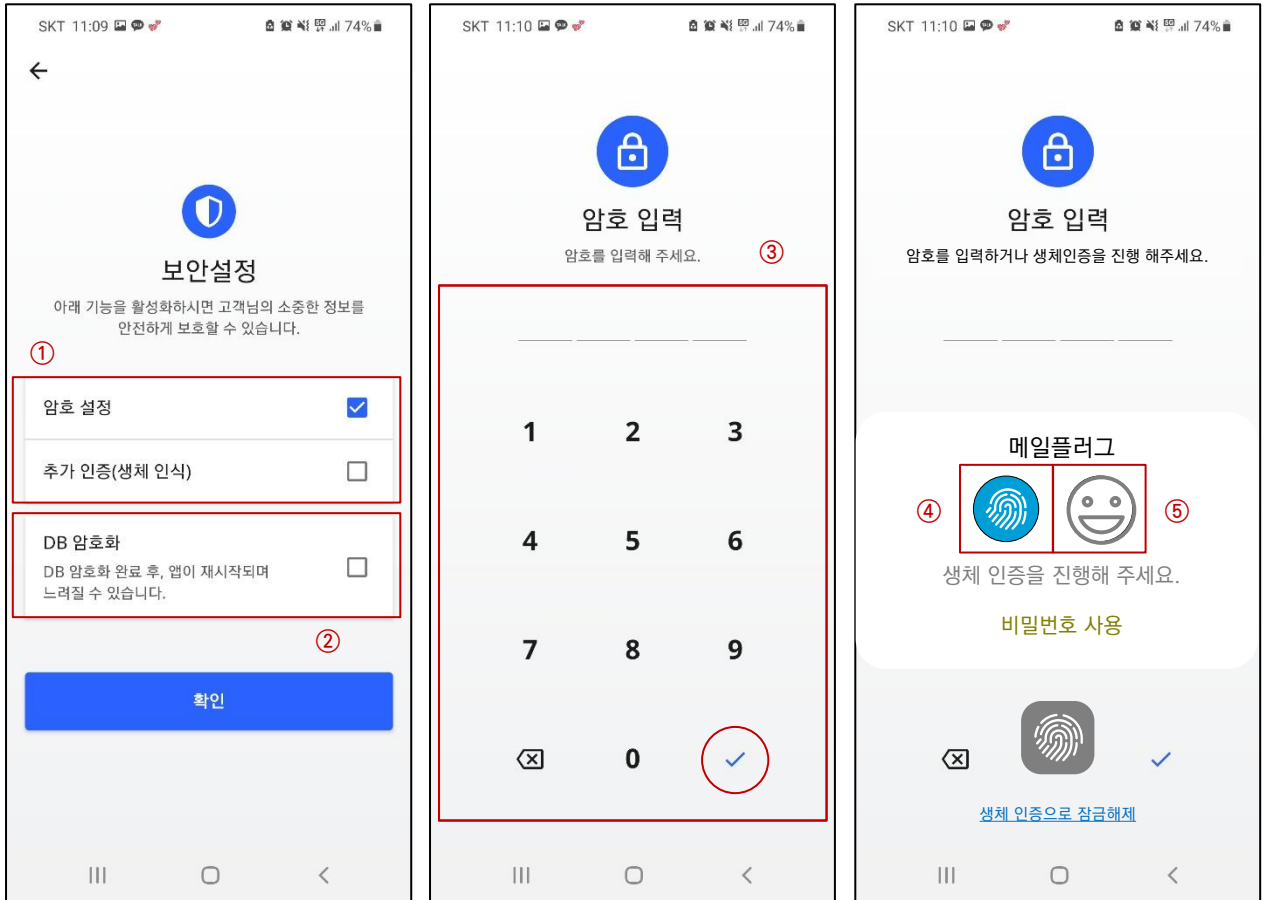 SKT 11:09 74%
보안설정
아래 기능을 활성화하시면 고객님의 소중한 정보를
안전하게 보호할 수 있습니다.
①
암호 설정
추가 인증(생체 인식)
DB 암호화
DB 암호화 완료 후, 앱이 재시작되며
느려질 수 있습니다.
②
확인
SKT 11:10 74%
암호 입력
암호를 입력해 주세요.
③
1 2 3
4 5 6
7 8 9
0
SKT 11:10 74%
암호 입력
암호를 입력하거나 생체인증을 진행 해주세요.
메일플러그
④ ⑤
생체 인증을 진행해 주세요.
비밀번호 사용
생체 인증으로 잠금해제